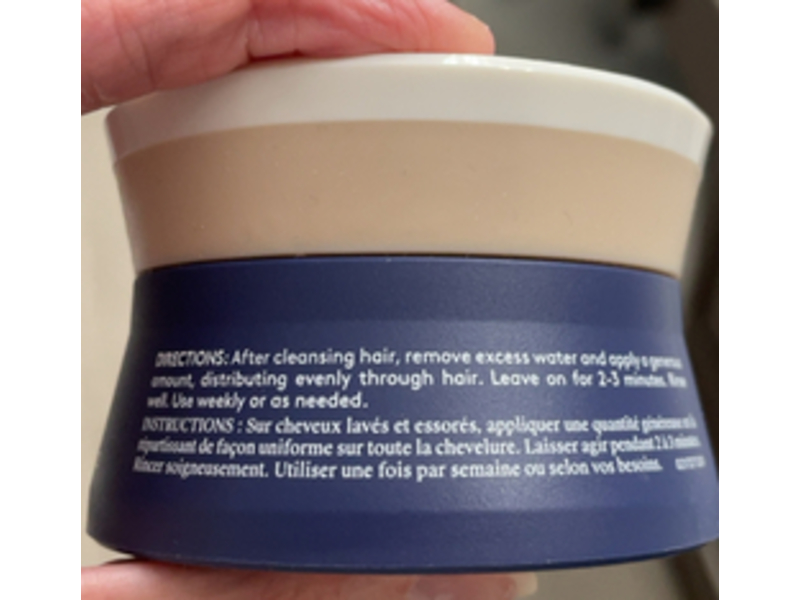 DIRECTIONS: After cleansing hair, remove excess water and apply a generous
amount, distributing evenly through hair. Leave on for 2-3 minutes. Rinse
well. Use weekly or as needed.
INSTRUCTIONS : Sur cheveux lavés et essorés, appliquer une quantité généreuse en la
répartissant de façon uniforme sur toute la chevelure. Laisser agir pendant 2 à 3 minutes.
Rincer soigneusement. Utiliser une fois par semaine ou selon vos besoins.